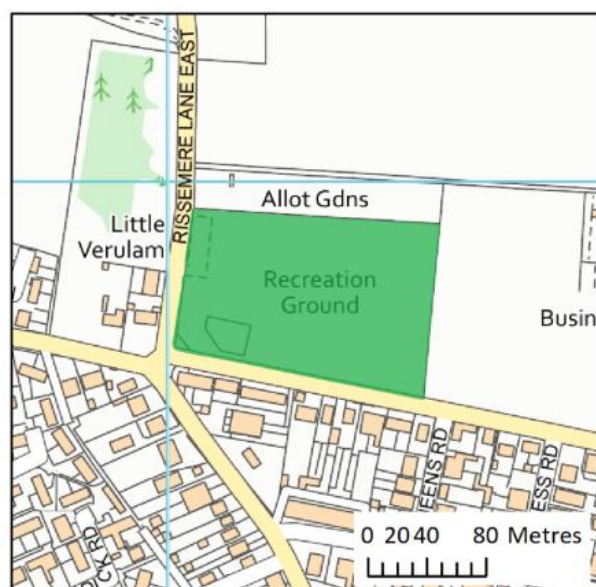 RISSEMERE LANE EAST
Allot Gdns
Little
Verulam
Recreation
Ground
Busin
EENS RD
ESS RD
CK RD
0 20 40 80 Metres